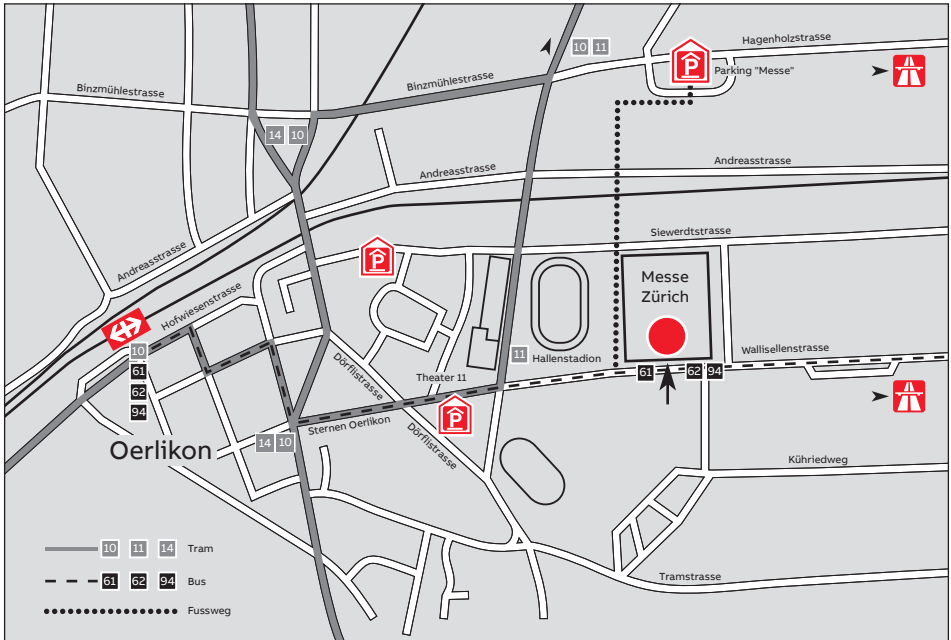 10 11
Hagenholzstrasse
P
Parking "Messe"
Binzmühlestrasse
Binzmühlestrasse
14 10
Andreasstrasse
Andreasstrasse
Siewerdtstrasse
Andreasstrasse
P
Messe
Zürich
Hofwiesenstrasse
10
61
62
94
11
Hallenstadion
Wallisellenstrasse
61
62 94
Dörflistrasse
Theater 11
P
Sternen Oerlikon
Dörflistrasse
14 10
Oerlikon
Kühriedweg
10 11 14 Tram
61 62 94 Bus
Fussweg
Tramstrasse